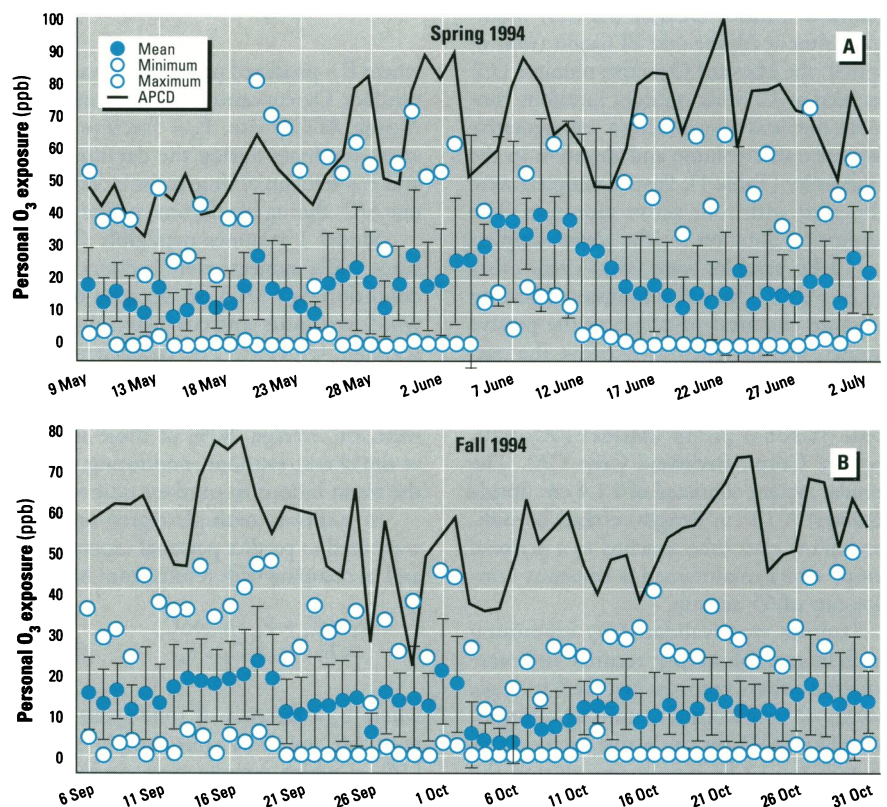 Spring 1994
A
Mean
Minimum
Maximum
APCD
Personal O3 exposure (ppb)
100
90
80
70
60
50
40
30
20
10
0
9 May
13 May
18 May
23 May
28 May
2 June
7 June
12 June
17 June
22 June
27 June
2 July
Fall 1994
B
Personal O3 exposure (ppb)
80
70
60
50
40
30
20
10
0
6 Sep
11 Sep
16 Sep
21 Sep
26 Sep
1 Oct
6 Oct
11 Oct
16 Oct
21 Oct
26 Oct
31 Oct